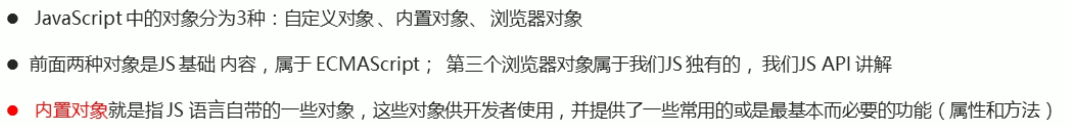 ● JavaScript 中的对象分为3种：自定义对象 、内置对象、 浏览器对象
● 前面两种对象是JS 基础 内容，属于 ECMAScript； 第三个浏览器对象属于我们JS 独有的， 我们JS API 讲解
● 内置对象就是指 JS 语言自带的一些对象，这些对象供开发者使用，并提供了一些常用的或是最基本而必要的功能（属性和方法）